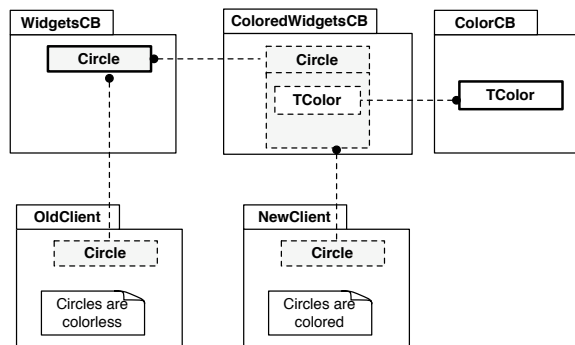 WidgetsCB
ColoredWidgetsCB
ColorCB
Circle
Circle
TColor
TColor
OldClient
NewClient
Circle
Circle
Circles are
colorless
Circles are
colored